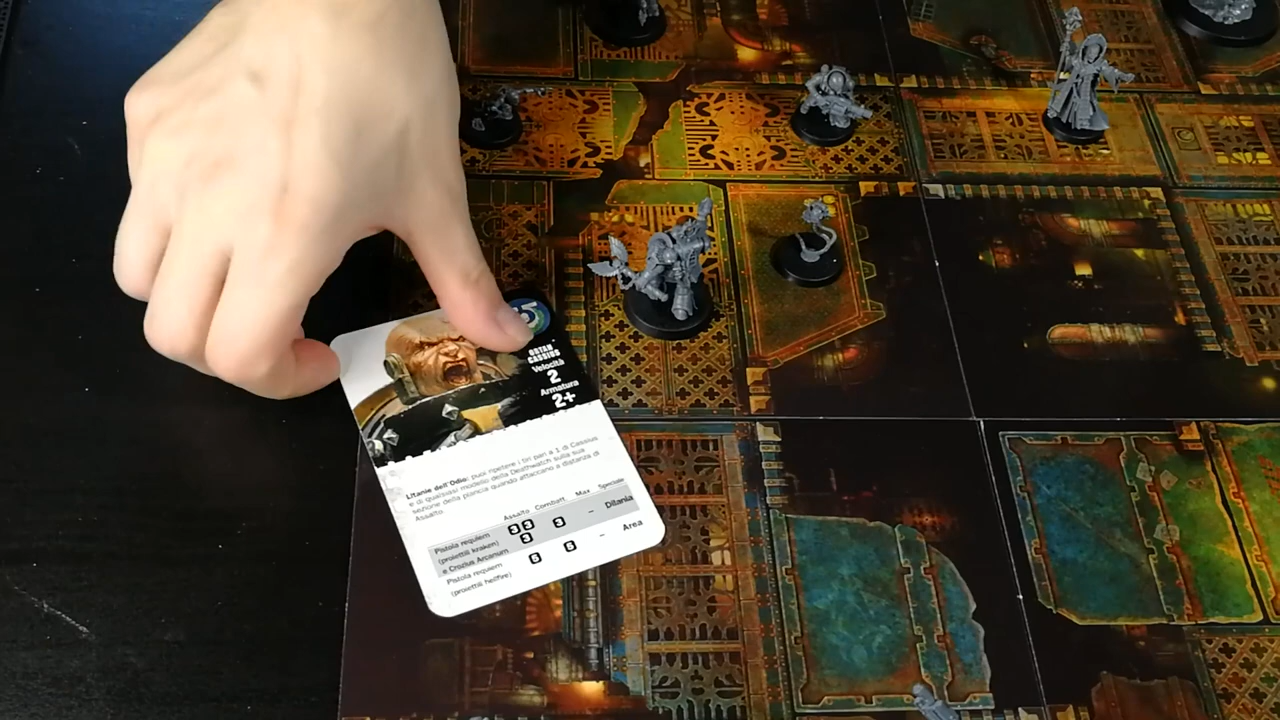 5
ORTAN
CASSIUS
Velocità
2
Armatura
2+
Litanie dell'Odio: puoi ripetere i tiri pari a 1 di Cassius
e di qualsiasi modello della Deathwatch sulla sua
sezione della plancia quando attaccano a distanza di
Assalto.
Assalto Combatt. Max Speciale
Pistola requiem 3 3 3 – Dilania
(proiettili kraken) 3
e Crozius Arcanum
Pistola requiem 6 6 – Area
(proiettili hellfire)